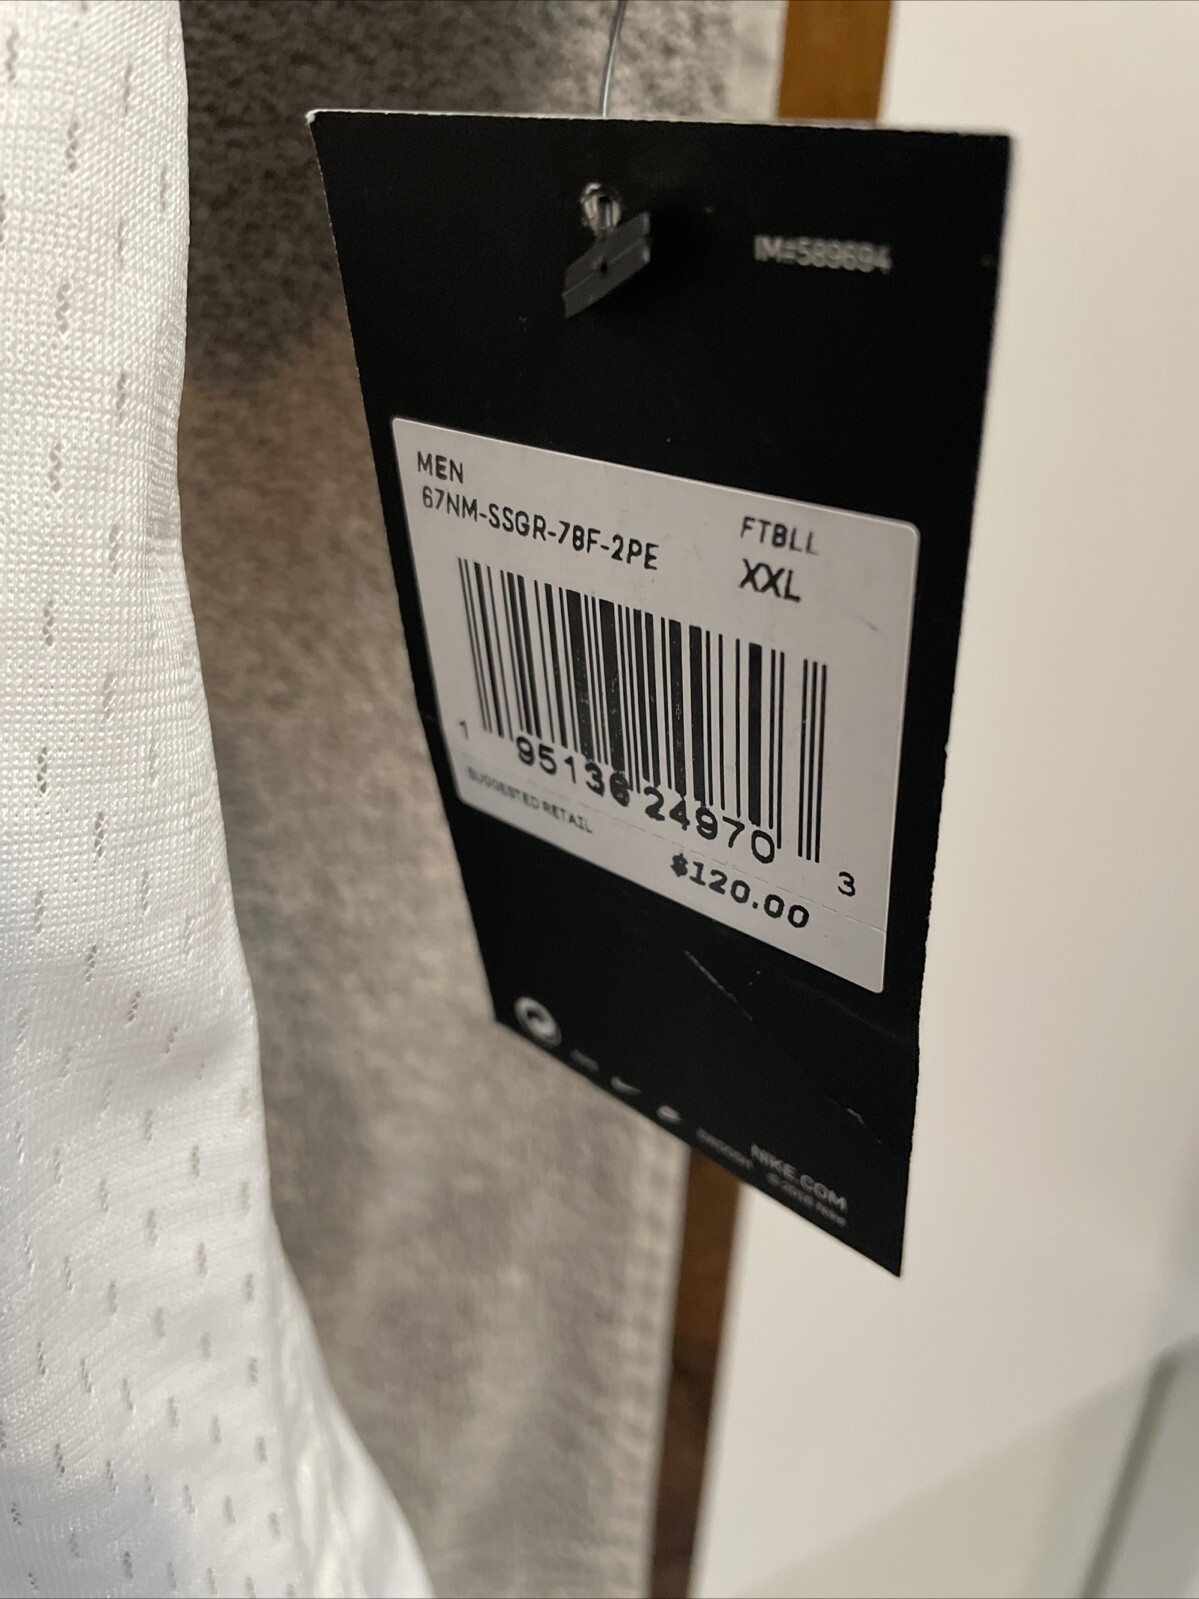 IM#589694
MEN
FTBLL
67NM-SSGR-78F-2PE
XXL
1 95136 24970 3
SUGGESTED RETAIL
$120.00
NIKE.COM